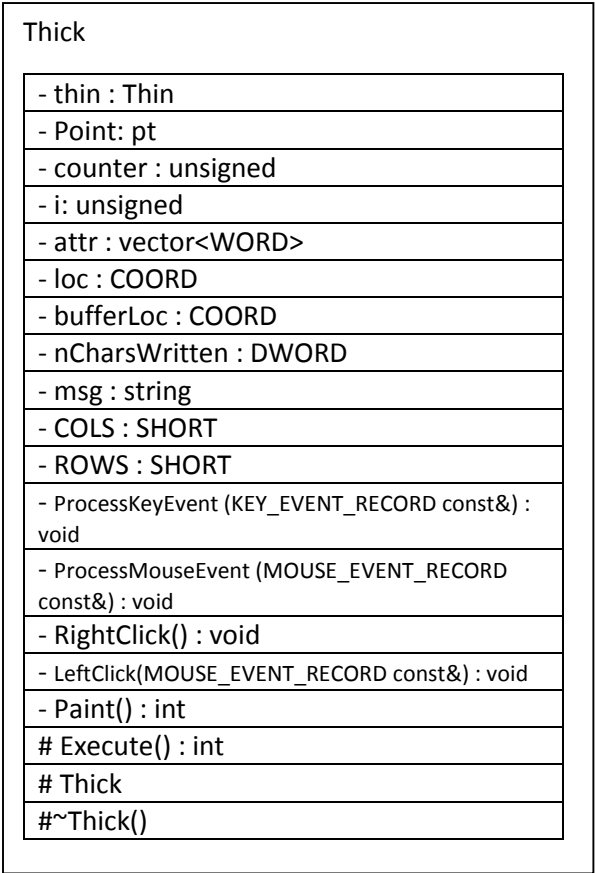 Thick
- thin : Thin
- Point: pt
- counter : unsigned
- i: unsigned
- attr : vector<WORD>
- loc : COORD
- bufferLoc : COORD
- nCharsWritten : DWORD
- msg : string
- COLS : SHORT
- ROWS : SHORT
- ProcessKeyEvent (KEY_EVENT_RECORD const&) :
void
- ProcessMouseEvent (MOUSE_EVENT_RECORD
const&) : void
- RightClick() : void
- LeftClick(MOUSE_EVENT_RECORD const&) : void
- Paint() : int
# Execute() : int
# Thick
#~Thick()